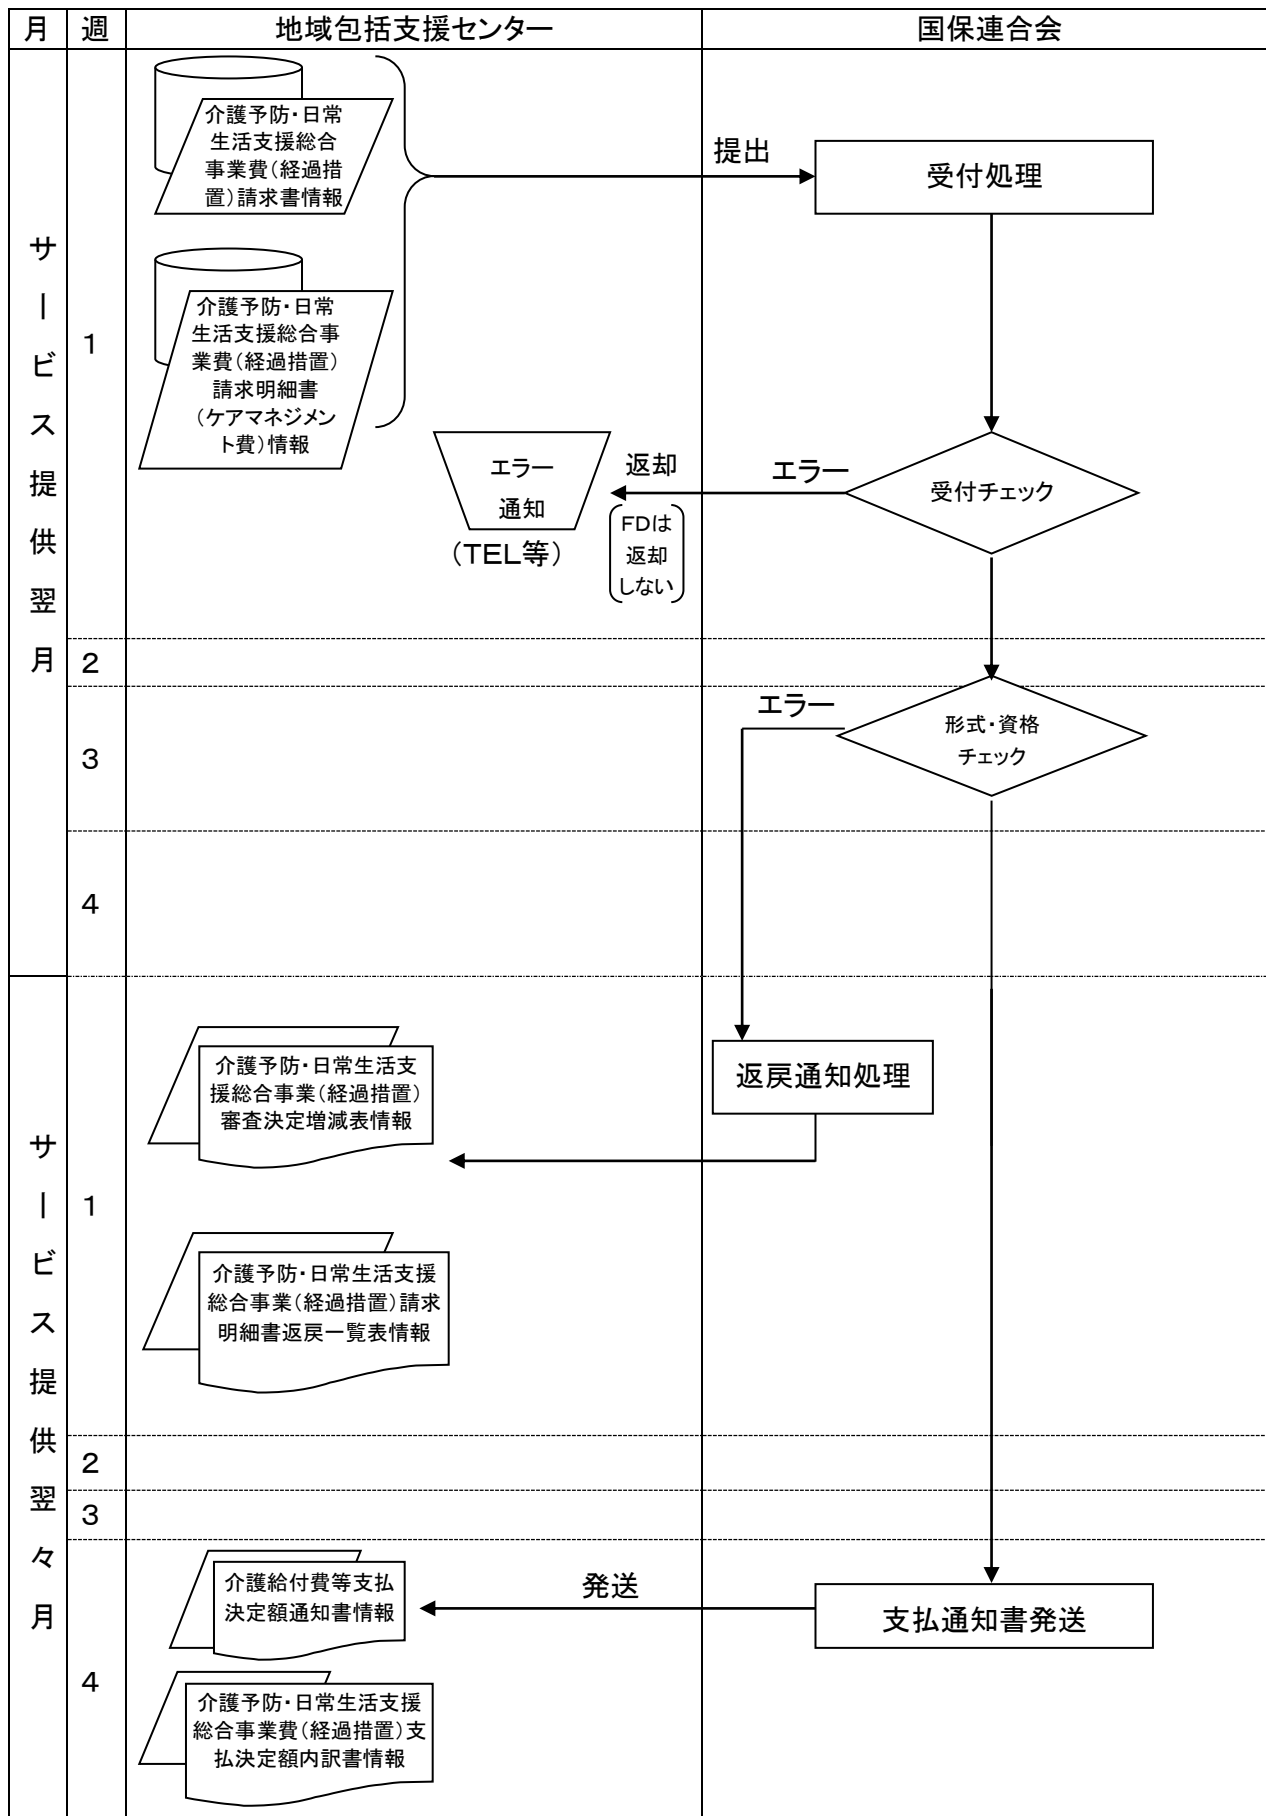 月 週 地域包括支援センター 国保連合会
サービス提供翌月
1
介護予防・日常
生活支援総合
事業費（経過措
置）請求書情報
提出
受付処理
介護予防・日常
生活支援総合事
業費（経過措置）
請求明細書
（ケアマネジメン
ト費）情報
エラー
通知
（TEL等）
返却
FDは
返却
しない
エラー
受付チェック
2
3
エラー
形式・資格
チェック
4
サービス提供翌々月
1
介護予防・日常生活支
援総合事業（経過措置）
審査決定増減表情報
返戻通知処理
介護予防・日常生活支援
総合事業（経過措置）請求
明細書返戻一覧表情報
2
3
4
介護給付費等支払
決定額通知書情報
発送
支払通知書発送
介護予防・日常生活支援
総合事業費（経過措置）支
払決定額内訳書情報